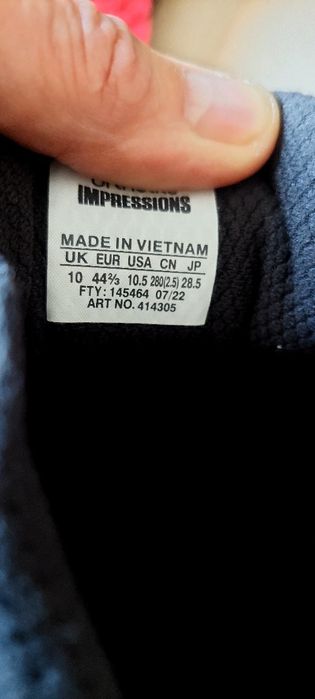 IMPRESSIONS
MADE IN VIETNAM
UK EUR USA CN JP
10 44⅔ 10.5 280(2.5) 28.5
FTY: 145464 07/22
ART NO. 414305